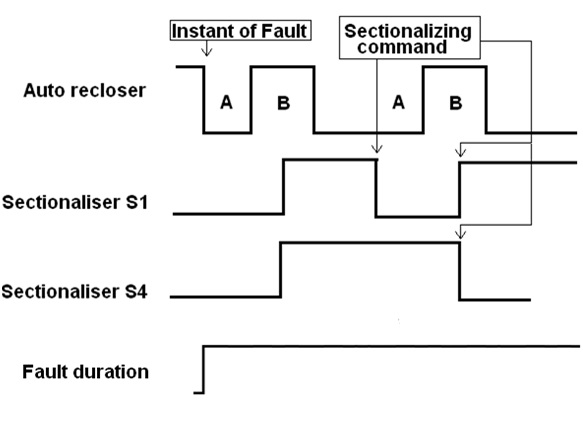 Instant of Fault
Sectionalizing
command
Auto recloser
A
B
A
B
Sectionaliser S1
Sectionaliser S4
Fault duration